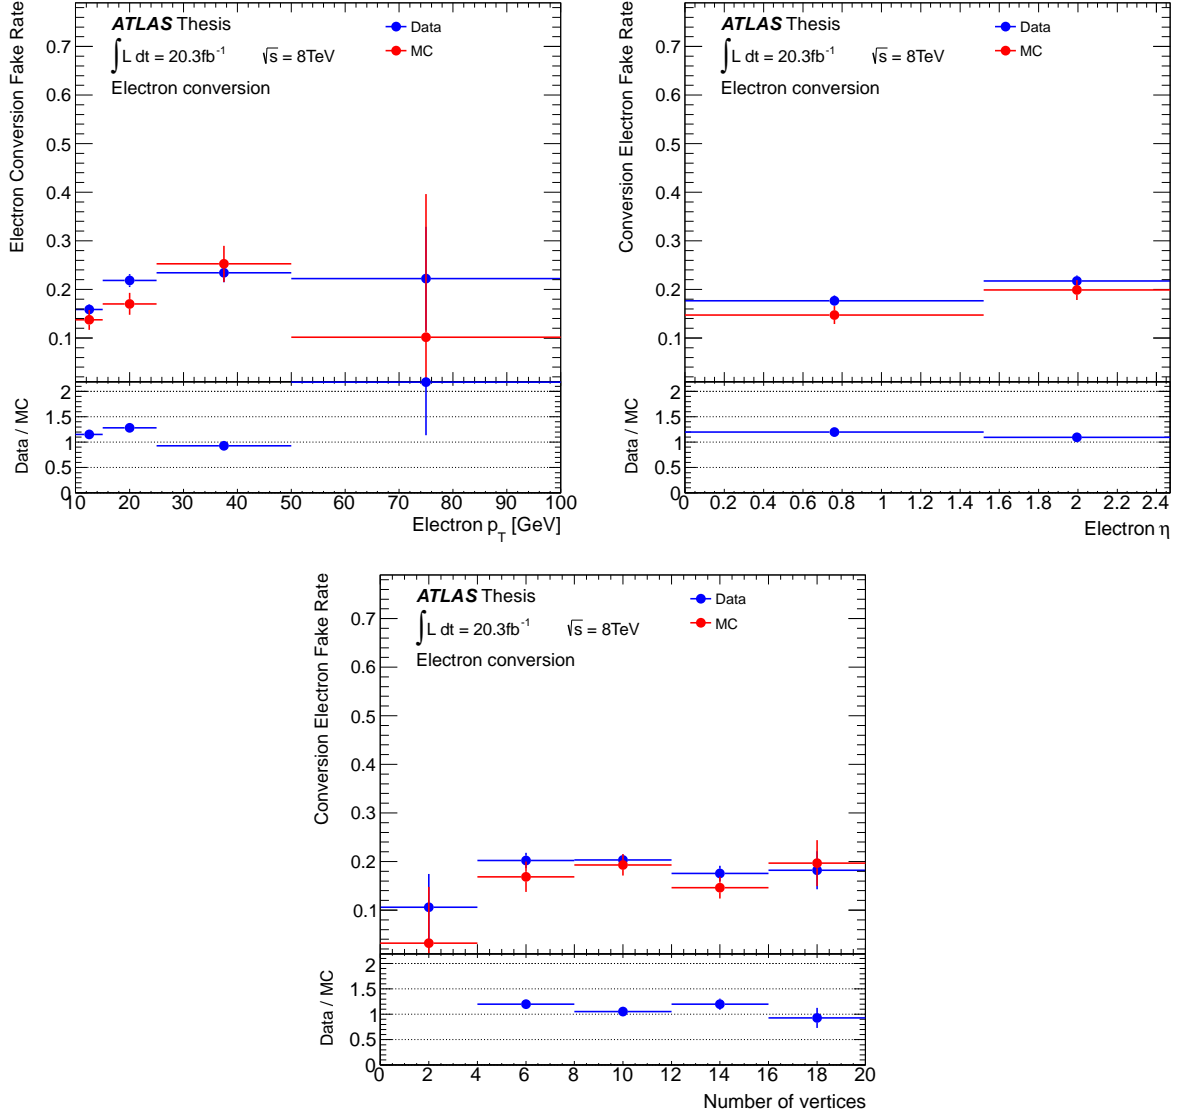 Electron Conversion Fake Rate
ATLAS Thesis
∫ L dt = 20.3fb⁻¹ √s = 8TeV
Electron conversion
Data
MC
0.7
0.6
0.5
0.4
0.3
0.2
0.1
Data / MC
2
1.5
1
0.5
0
10 20 30 40 50 60 70 80 90 100
Electron p_T [GeV]
Conversion Electron Fake Rate
ATLAS Thesis
∫ L dt = 20.3fb⁻¹ √s = 8TeV
Electron conversion
Data
MC
0.7
0.6
0.5
0.4
0.3
0.2
0.1
Data / MC
2
1.5
1
0.5
0
0 0.2 0.4 0.6 0.8 1 1.2 1.4 1.6 1.8 2 2.2 2.4
Electron η
Conversion Electron Fake Rate
ATLAS Thesis
∫ L dt = 20.3fb⁻¹ √s = 8TeV
Electron conversion
Data
MC
0.7
0.6
0.5
0.4
0.3
0.2
0.1
Data / MC
2
1.5
1
0.5
0
0 2 4 6 8 10 12 14 16 18 20
Number of vertices